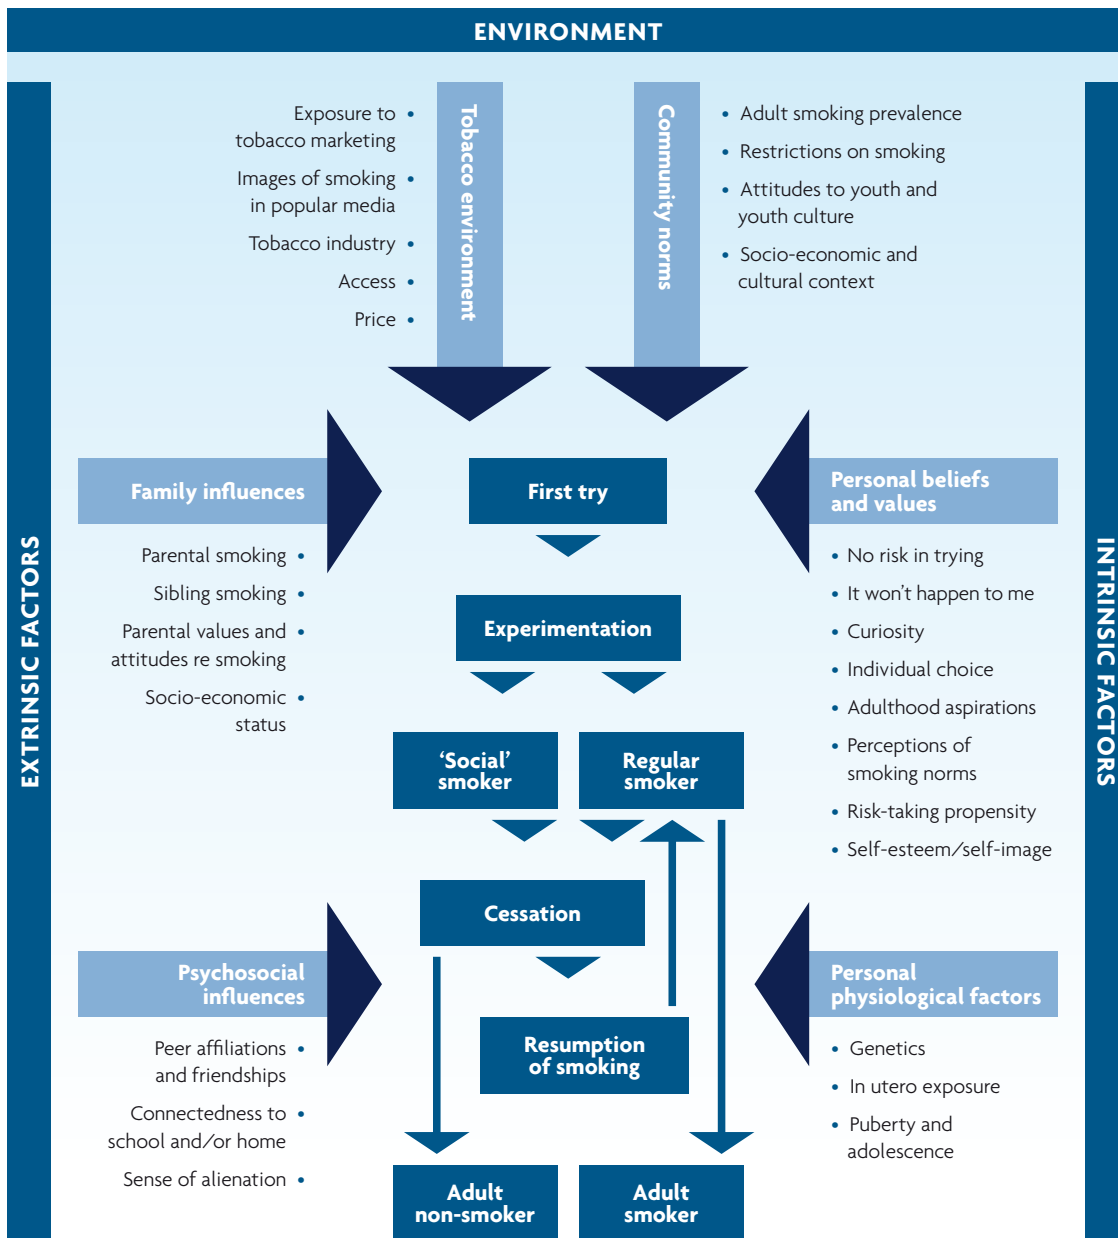 ENVIRONMENT
EXTRINSIC FACTORS
INTRINSIC FACTORS
Tobacco environment
Exposure to •
tobacco marketing
Images of smoking •
in popular media
Tobacco industry •
Access •
Price •
Community norms
• Adult smoking prevalence
• Restrictions on smoking
• Attitudes to youth and
youth culture
• Socio-economic and
cultural context
Family influences
Parental smoking •
Sibling smoking •
Parental values and •
attitudes re smoking
Socio-economic •
status
First try
Experimentation
‘Social’
smoker
Regular
smoker
Cessation
Resumption
of smoking
Adult
non-smoker
Adult
smoker
Personal beliefs
and values
• No risk in trying
• It won’t happen to me
• Curiosity
• Individual choice
• Adulthood aspirations
• Perceptions of
smoking norms
• Risk-taking propensity
• Self-esteem/self-image
Psychosocial
influences
Peer affiliations •
and friendships
Connectedness to •
school and/or home
Sense of alienation •
Personal
physiological factors
• Genetics
• In utero exposure
• Puberty and
adolescence